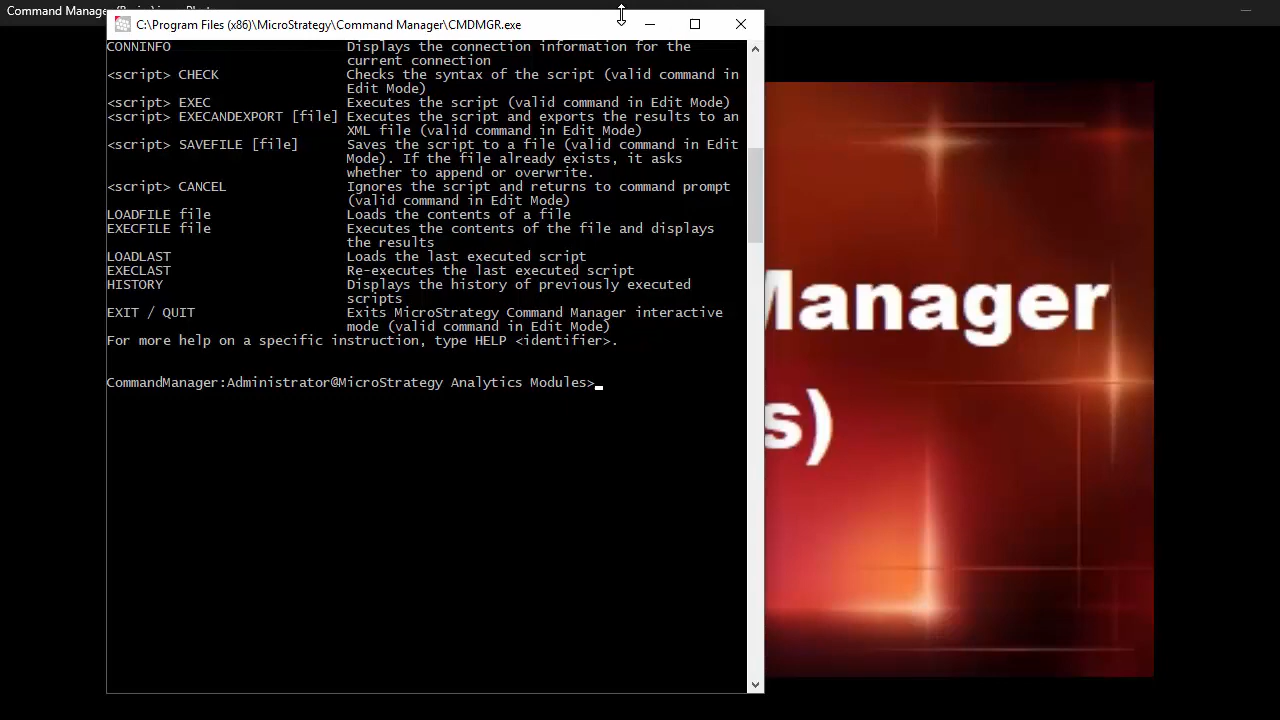 Command Manager
C:\Program Files (x86)\MicroStrategy\Command Manager\CMDMGR.exe
CONNINFO Displays the connection information for the
current connection
<script> CHECK Checks the syntax of the script (valid command in
Edit Mode)
<script> EXEC Executes the script (valid command in Edit Mode)
<script> EXECANDEXPORT [file] Executes the script and exports the results to an
XML file (valid command in Edit Mode)
<script> SAVEFILE [file] Saves the script to a file (valid command in Edit
Mode). If the file already exists, it asks
whether to append or overwrite.
<script> CANCEL Ignores the script and returns to command prompt
(valid command in Edit Mode)
LOADFILE file Loads the contents of a file
EXECFILE file Executes the contents of the file and displays
the results
LOADLAST Loads the last executed script
EXECLAST Re-executes the last executed script
HISTORY Displays the history of previously executed
scripts
EXIT / QUIT Exits MicroStrategy Command Manager interactive
mode (valid command in Edit Mode)
For more help on a specific instruction, type HELP <identifier>.
CommandManager:Administrator@MicroStrategy Analytics Modules>
Manager
s)